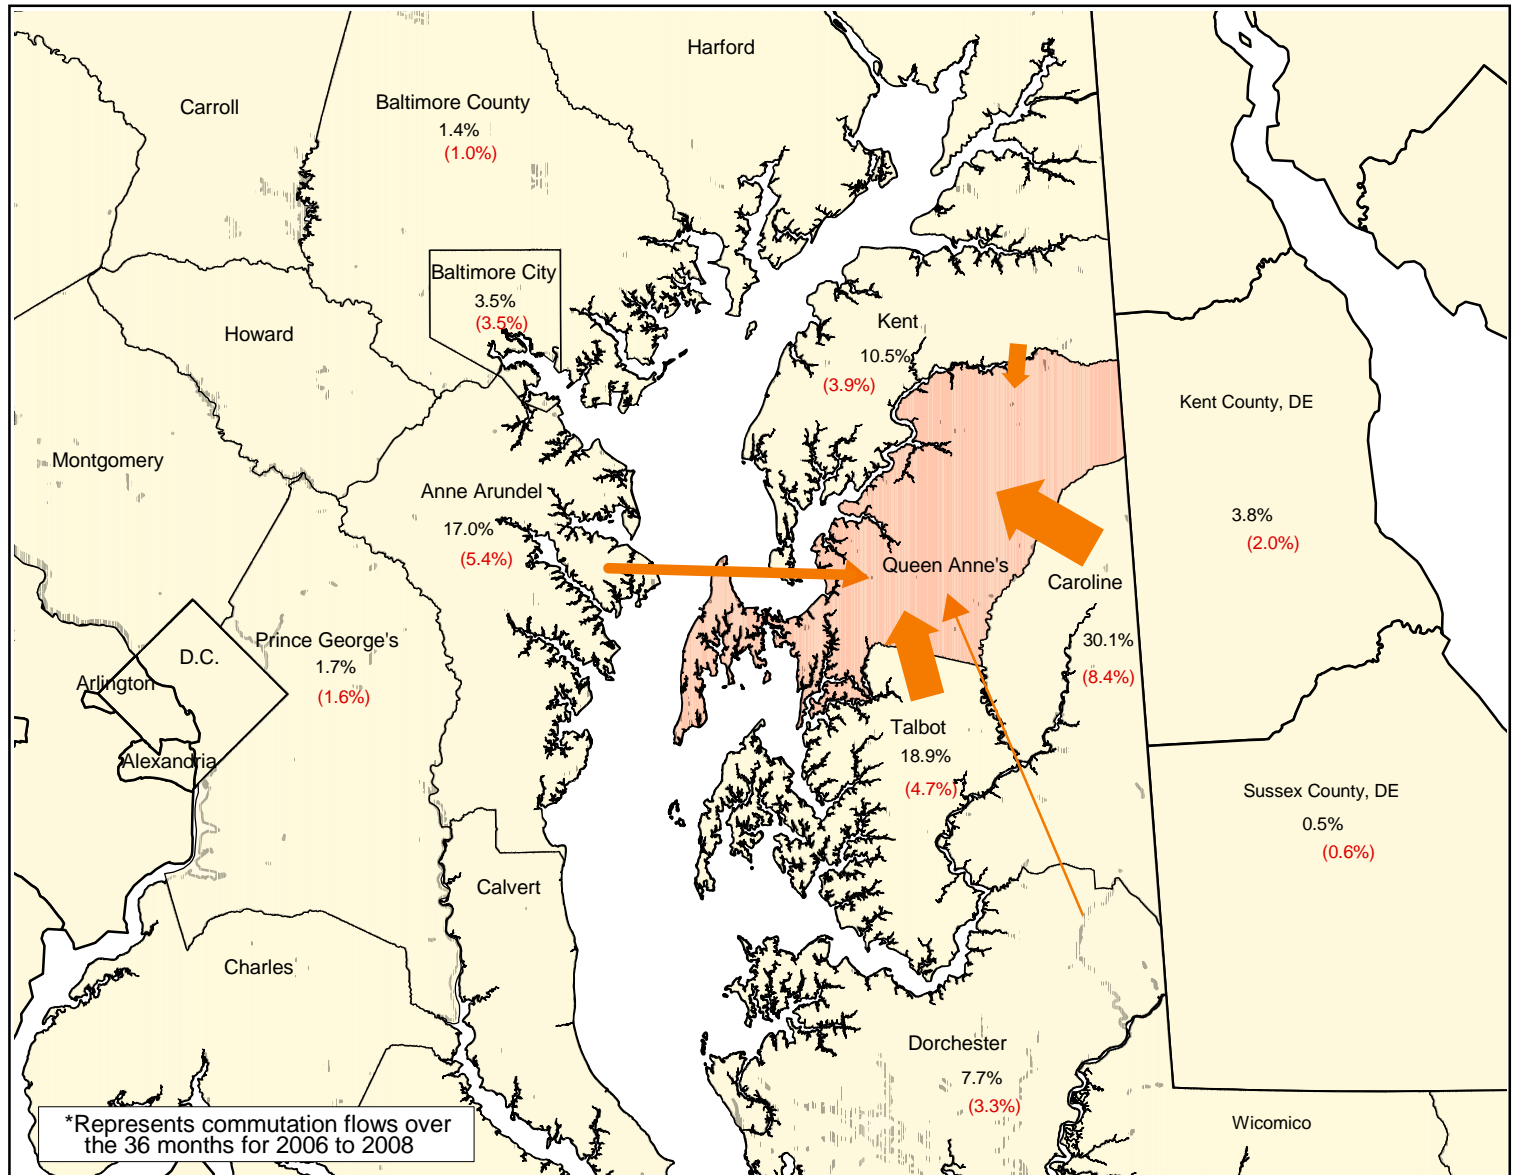 Harford
Carroll
Baltimore County
1.4%
(1.0%)
Baltimore City
3.5%
(3.5%)
Howard
Kent
10.5%
(3.9%)
Kent County, DE
3.8%
(2.0%)
Montgomery
Anne Arundel
17.0%
(5.4%)
Queen Anne's
Caroline
30.1%
(8.4%)
Prince George's
1.7%
(1.6%)
D.C.
Arlington
Alexandria
Talbot
18.9%
(4.7%)
Sussex County, DE
0.5%
(0.6%)
Calvert
Charles
Dorchester
7.7%
(3.3%)
Wicomico
*Represents commutation flows over
the 36 months for 2006 to 2008